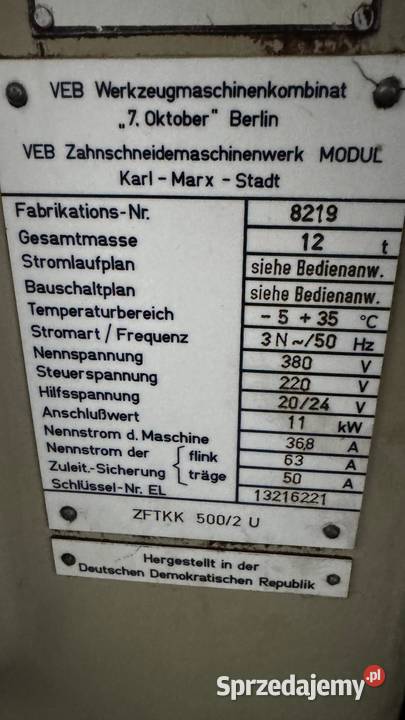 VEB Werkzeugmaschinenkombinat
„7. Oktober" Berlin
VEB Zahnschneidemaschinenwerk MODUL
Karl - Marx - Stadt
Fabrikations-Nr. 8219
Gesamtmasse 12 t
Stromlaufplan siehe Bedienanw.
Bauschaltplan siehe Bedienanw.
Temperaturbereich - 5 + 35 °C
Stromart / Frequenz 3 N ~/50 Hz
Nennspannung 380 V
Steuerspannung 220 V
Hilfsspannung 20/24 V
Anschlußwert 11 kW
Nennstrom d. Maschine 36,8 A
Nennstrom der { flink 63 A
Zuleit.-Sicherung { träge 50 A
Schlüssel-Nr. EL 13216221
ZFTKK 500/2 U
Hergestellt in der
Deutschen Demokratischen Republik
Sprzedajemy.pl